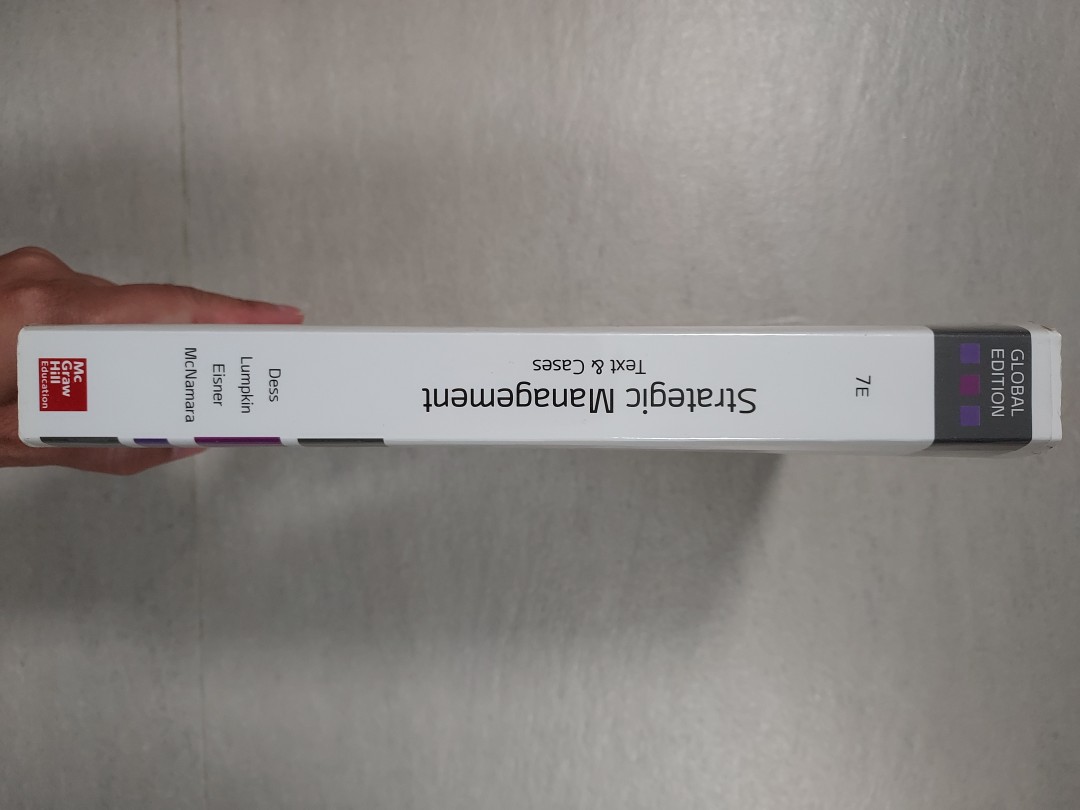 GLOBAL
EDITION
7E
Strategic Management
Text & Cases
Dess
Lumpkin
Eisner
McNamara
Mc
Graw
Hill
Education